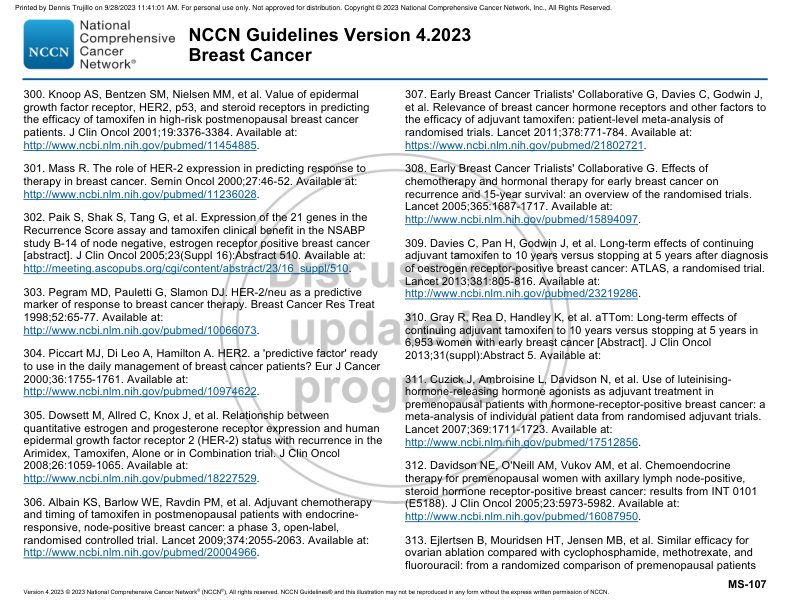 Printed by Dennis Trujillo on 9/28/2023 11:41:01 AM. For personal use only. Not approved for distribution. Copyright © 2023 National Comprehensive Cancer Network, Inc., All Rights Reserved.
NCCN
National
Comprehensive
Cancer
Network®
NCCN Guidelines Version 4.2023
Breast Cancer
300. Knoop AS, Bentzen SM, Nielsen MM, et al. Value of epidermal
growth factor receptor, HER2, p53, and steroid receptors in predicting
the efficacy of tamoxifen in high-risk postmenopausal breast cancer
patients. J Clin Oncol 2001;19:3376-3384. Available at:
http://www.ncbi.nlm.nih.gov/pubmed/11454885.
301. Mass R. The role of HER-2 expression in predicting response to
therapy in breast cancer. Semin Oncol 2000;27:46-52. Available at:
http://www.ncbi.nlm.nih.gov/pubmed/11236028.
302. Paik S, Shak S, Tang G, et al. Expression of the 21 genes in the
Recurrence Score assay and tamoxifen clinical benefit in the NSABP
study B-14 of node negative, estrogen receptor positive breast cancer
[abstract]. J Clin Oncol 2005;23(Suppl 16):Abstract 510. Available at:
http://meeting.ascopubs.org/cgi/content/abstract/23/16_suppl/510.
303. Pegram MD, Pauletti G, Slamon DJ. HER-2/neu as a predictive
marker of response to breast cancer therapy. Breast Cancer Res Treat
1998;52:65-77. Available at:
http://www.ncbi.nlm.nih.gov/pubmed/10066073.
304. Piccart MJ, Di Leo A, Hamilton A. HER2. a 'predictive factor' ready
to use in the daily management of breast cancer patients? Eur J Cancer
2000;36:1755-1761. Available at:
http://www.ncbi.nlm.nih.gov/pubmed/10974622.
305. Dowsett M, Allred C, Knox J, et al. Relationship between
quantitative estrogen and progesterone receptor expression and human
epidermal growth factor receptor 2 (HER-2) status with recurrence in the
Arimidex, Tamoxifen, Alone or in Combination trial. J Clin Oncol
2008;26:1059-1065. Available at:
http://www.ncbi.nlm.nih.gov/pubmed/18227529.
306. Albain KS, Barlow WE, Ravdin PM, et al. Adjuvant chemotherapy
and timing of tamoxifen in postmenopausal patients with endocrine-
responsive, node-positive breast cancer: a phase 3, open-label,
randomised controlled trial. Lancet 2009;374:2055-2063. Available at:
http://www.ncbi.nlm.nih.gov/pubmed/20004966.
307. Early Breast Cancer Trialists' Collaborative G, Davies C, Godwin J,
et al. Relevance of breast cancer hormone receptors and other factors to
the efficacy of adjuvant tamoxifen: patient-level meta-analysis of
randomised trials. Lancet 2011;378:771-784. Available at:
https://www.ncbi.nlm.nih.gov/pubmed/21802721.
308. Early Breast Cancer Trialists' Collaborative G. Effects of
chemotherapy and hormonal therapy for early breast cancer on
recurrence and 15-year survival: an overview of the randomised trials.
Lancet 2005;365:1687-1717. Available at:
http://www.ncbi.nlm.nih.gov/pubmed/15894097.
309. Davies C, Pan H, Godwin J, et al. Long-term effects of continuing
adjuvant tamoxifen to 10 years versus stopping at 5 years after diagnosis
of oestrogen receptor-positive breast cancer: ATLAS, a randomised trial.
Lancet 2013;381:805-816. Available at:
http://www.ncbi.nlm.nih.gov/pubmed/23219286.
310. Gray R, Rea D, Handley K, et al. aTTom: Long-term effects of
continuing adjuvant tamoxifen to 10 years versus stopping at 5 years in
6,953 women with early breast cancer [Abstract]. J Clin Oncol
2013;31(suppl):Abstract 5. Available at:
311. Cuzick J, Ambroisine L, Davidson N, et al. Use of luteinising-
hormone-releasing hormone agonists as adjuvant treatment in
premenopausal patients with hormone-receptor-positive breast cancer: a
meta-analysis of individual patient data from randomised adjuvant trials.
Lancet 2007;369:1711-1723. Available at:
http://www.ncbi.nlm.nih.gov/pubmed/17512856.
312. Davidson NE, O'Neill AM, Vukov AM, et al. Chemoendocrine
therapy for premenopausal women with axillary lymph node-positive,
steroid hormone receptor-positive breast cancer: results from INT 0101
(E5188). J Clin Oncol 2005;23:5973-5982. Available at:
http://www.ncbi.nlm.nih.gov/pubmed/16087950.
313. Ejlertsen B, Mouridsen HT, Jensen MB, et al. Similar efficacy for
ovarian ablation compared with cyclophosphamide, methotrexate, and
fluorouracil: from a randomized comparison of premenopausal patients
Discussion
update in
progress
MS-107
Version 4.2023 © 2023 National Comprehensive Cancer Network® (NCCN®), All rights reserved. NCCN Guidelines® and this illustration may not be reproduced in any form without the express written permission of NCCN.